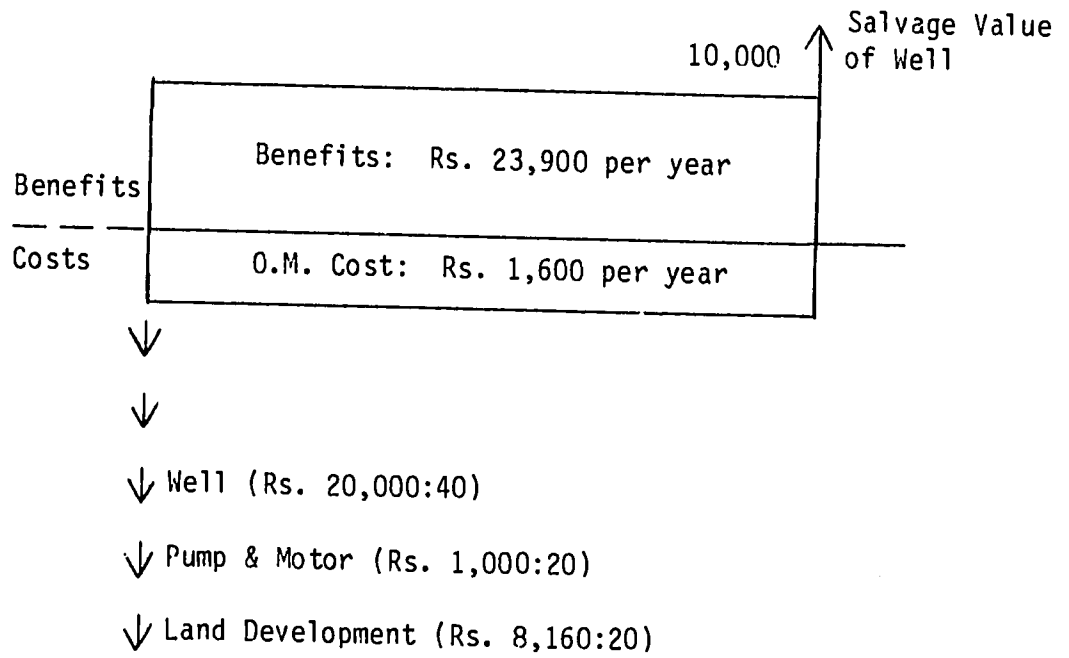 Salvage Value
10,000 of Well
Benefits: Rs. 23,900 per year
Benefits
Costs
O.M. Cost: Rs. 1,600 per year
Well (Rs. 20,000:40)
Pump & Motor (Rs. 1,000:20)
Land Development (Rs. 8,160:20)